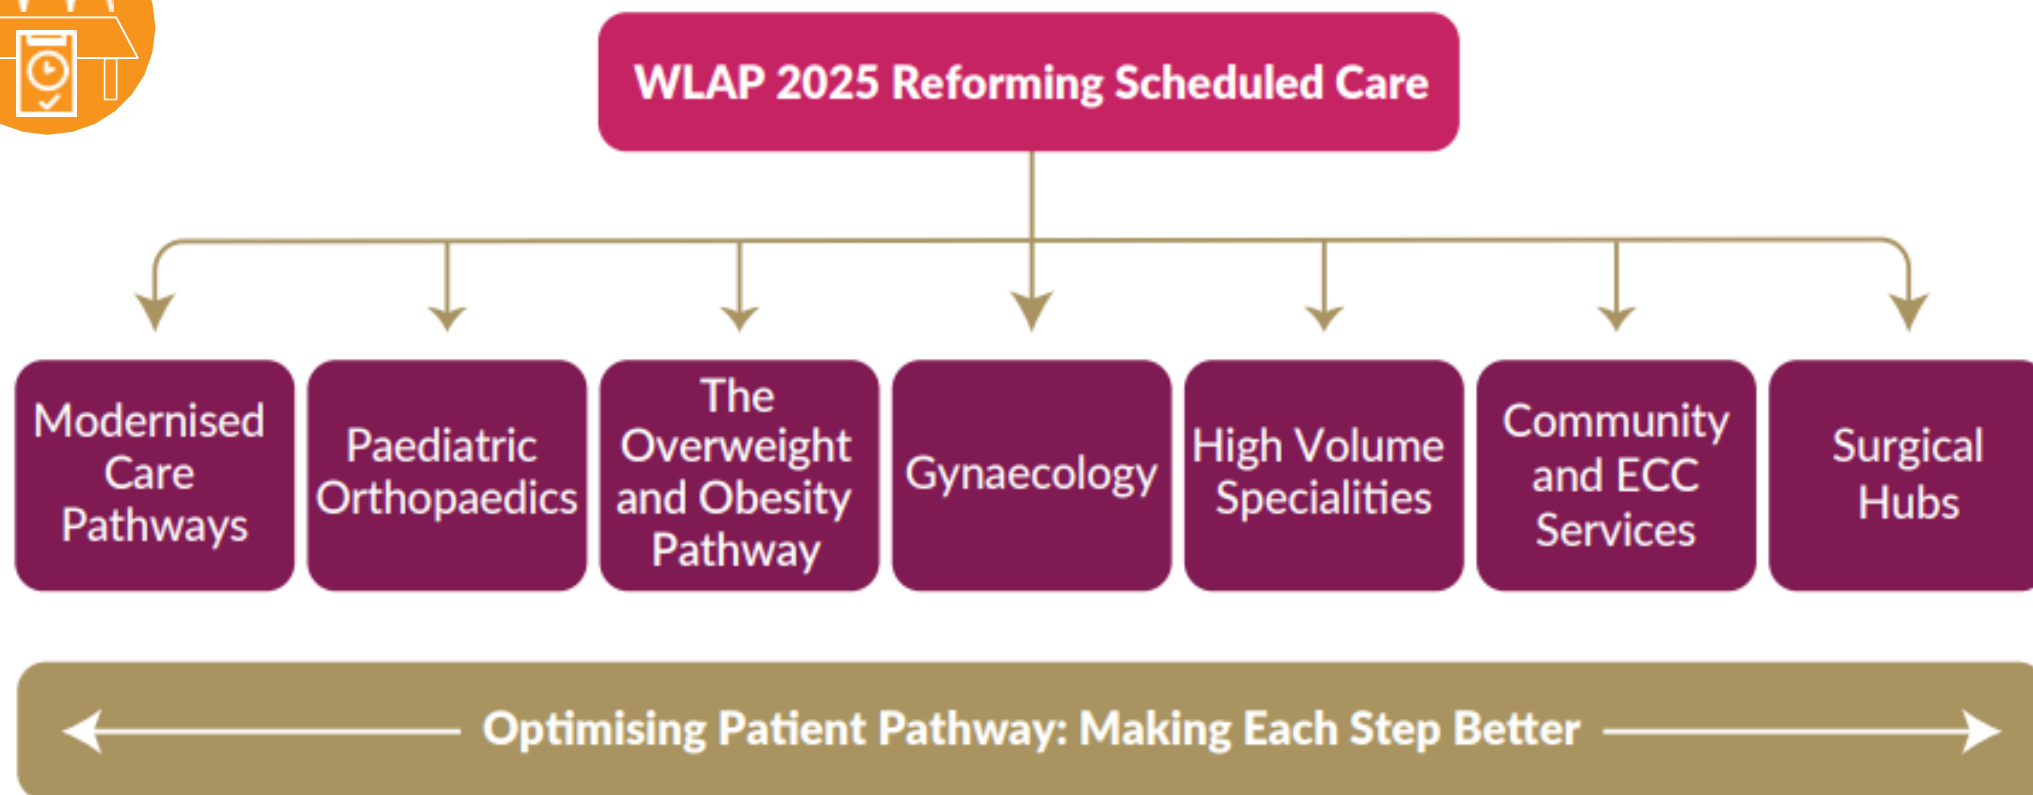 WLAP 2025 Reforming Scheduled Care
Modernised
Care
Pathways
Paediatric
Orthopaedics
The
Overweight
and Obesity
Pathway
Gynaecology
High Volume
Specialities
Community
and ECC
Services
Surgical
Hubs
Optimising Patient Pathway: Making Each Step Better